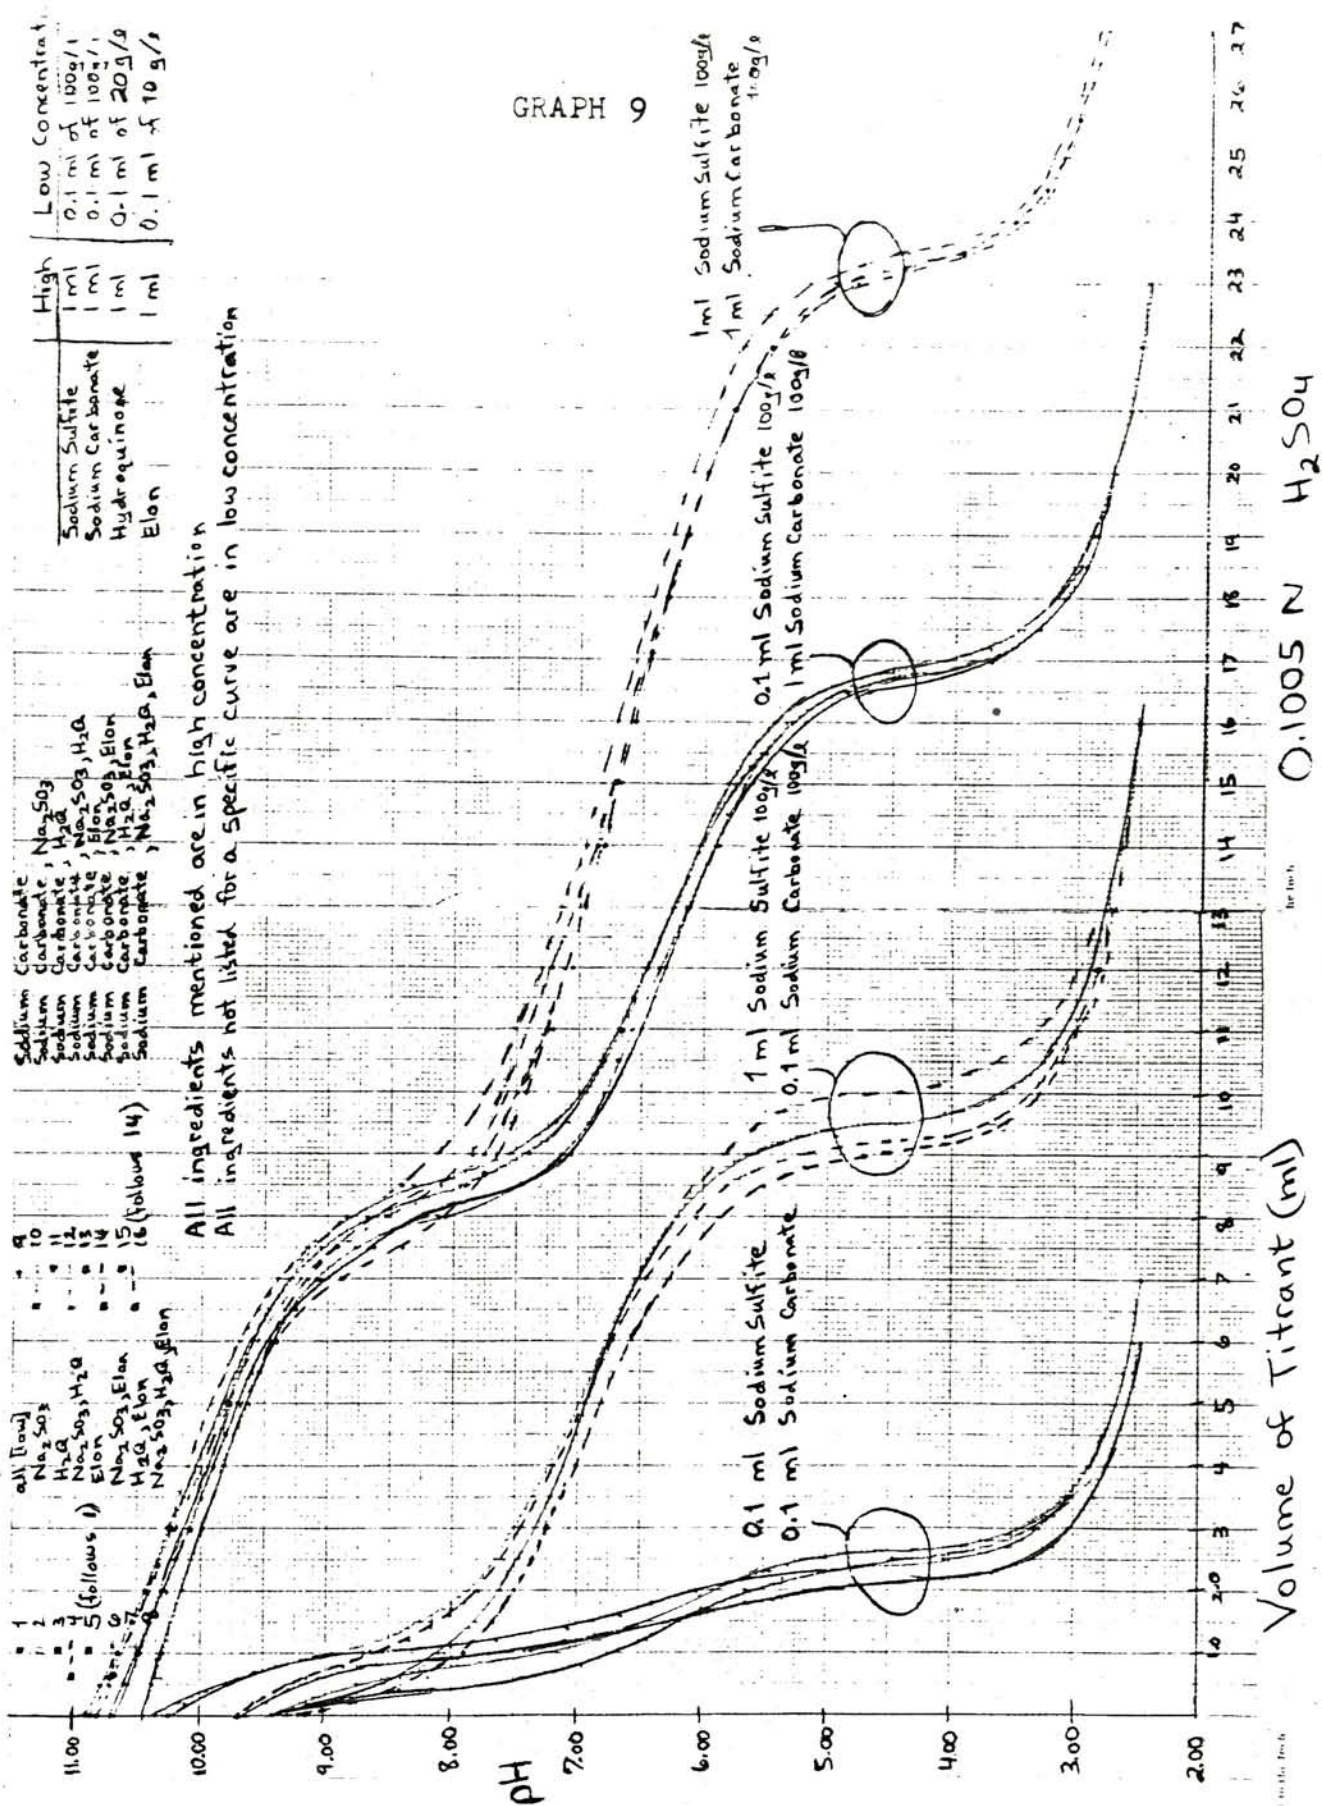 GRAPH 9
High | Low Concentrat.
Sodium Sulfite 1 ml 0.1 ml of 100g/l
Sodium Carbonate 1 ml 0.1 ml of 100g/l
Hydroquinone 1 ml 0.1 ml of 20g/l
Elon 1 ml 0.1 ml of 10 g/l
1 all [low]
2 Na2SO3
3 H2Q
4 Na2SO3, H2Q
5 (follows 1) Elon
6 Na2SO3, Elon
7 H2Q, Elon
8 Na2SO3, H2Q, Elon
9 Sodium Carbonate
10 Sodium Carbonate, Na2SO3
11 Sodium Carbonate, H2Q
12 Sodium Carbonate, Na2SO3, H2Q
13 Sodium Carbonate, Elon
14 Sodium Carbonate, Na2SO3, Elon
15 Sodium Carbonate, H2Q, Elon
16 (follows 14) Sodium Carbonate, Na2SO3, H2Q, Elon
All ingredients mentioned are in high concentration
All ingredients not listed for a specific curve are in low concentration
1ml Sodium Sulfite 100g/l
1ml Sodium Carbonate
100g/l
0.1 ml Sodium Sulfite 100g/l
1 ml Sodium Carbonate 100g/l
1 ml Sodium Sulfite 100g/l
0.1 ml Sodium Carbonate 100g/l
0.1 ml Sodium Sulfite
0.1 ml Sodium Carbonate
pH
11.00
10.00
9.00
8.00
7.00
6.00
5.00
4.00
3.00
2.00
1.0 2.0 3 4 5 6 7 8 9 10 11 12 13 14 15 16 17 18 19 20 21 22 23 24 25 26 27
Volume of Titrant (ml) 0.1005 N H2SO4